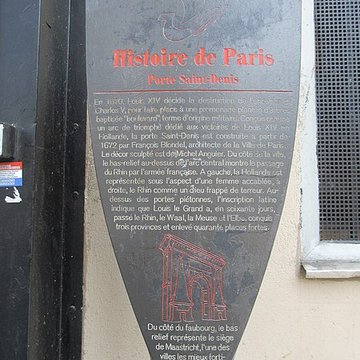 Histoire de Paris
Porte Saint-Denis
En 1670, Louis XIV décide la destruction de l'enceinte de
Charles V, pour faire place à une promenade plantée d'arbres
baptisée "boulevard", terme d'origine militaire. Conçue comme
un arc de triomphe dédié aux victoires de Louis XIV en
Hollande, la porte Saint-Denis est construite à partir de
1672 par François Blondel, architecte de la Ville de Paris.
Le décor sculpté est de Michel Anguier. Du côté de la ville,
le bas-relief au-dessus de l'arc central montre le passage
du Rhin par l'armée française. A gauche, la Hollande est
représentée sous l'aspect d'une femme accablée, à
droite, le Rhin comme un dieu frappé de terreur. Au-
dessus des portes piétonnes, l'inscription latine
indique que Louis le Grand a, en soixante jours,
passé le Rhin, le Waal, la Meuse et l'Elbe, conquis
trois provinces et enlevé quarante places fortes.
Du côté du faubourg, le bas
relief représente le siège
de Maastricht, l'une des
villes les mieux forti-